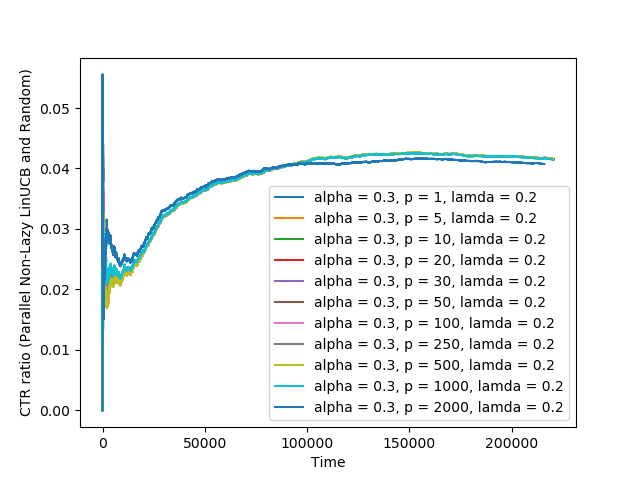 CTR ratio (Parallel Non-Lazy LinUCB and Random)
0.05
0.04
0.03
0.02
0.01
0.00
alpha = 0.3, p = 1, lamda = 0.2
alpha = 0.3, p = 5, lamda = 0.2
alpha = 0.3, p = 10, lamda = 0.2
alpha = 0.3, p = 20, lamda = 0.2
alpha = 0.3, p = 30, lamda = 0.2
alpha = 0.3, p = 50, lamda = 0.2
alpha = 0.3, p = 100, lamda = 0.2
alpha = 0.3, p = 250, lamda = 0.2
alpha = 0.3, p = 500, lamda = 0.2
alpha = 0.3, p = 1000, lamda = 0.2
alpha = 0.3, p = 2000, lamda = 0.2
0 50000 100000 150000 200000
Time